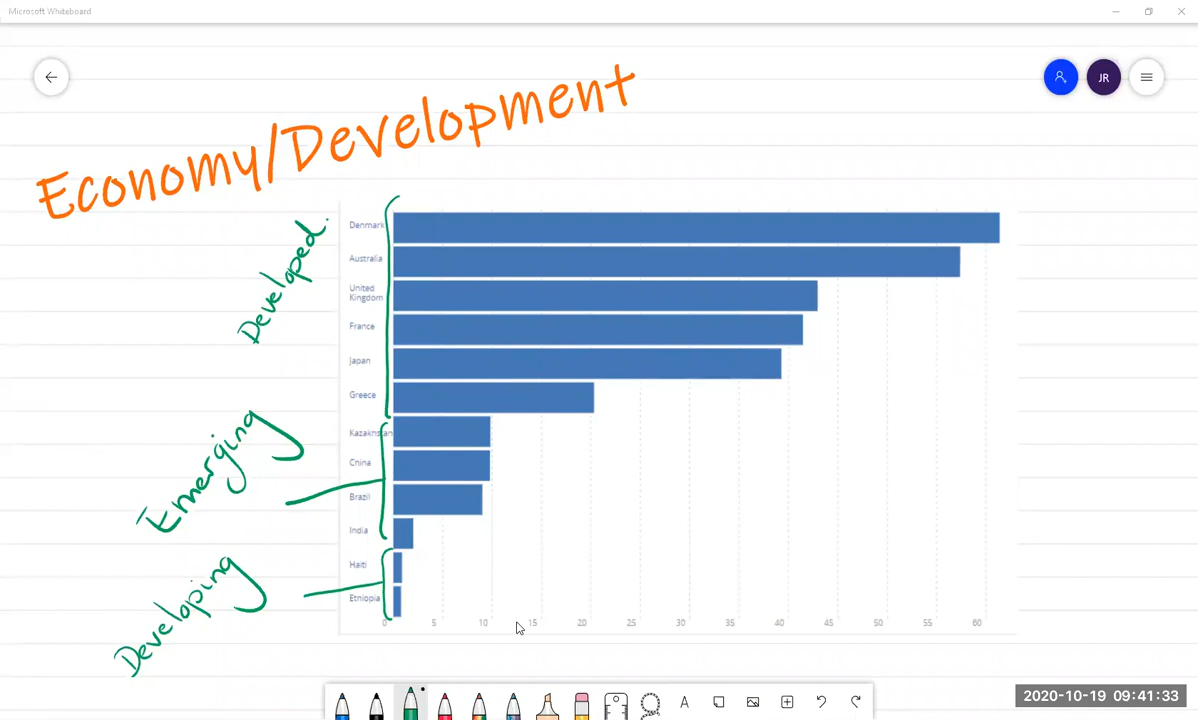 Microsoft Whiteboard
JR
Economy/Development
Developed.
Denmark
Australia
United
Kingdom
France
Japan
Greece
Emerging
Kazakhstan
China
Brazil
India
Developing
Haiti
Ethiopia
0 5 10 15 20 25 30 35 40 45 50 55 60
A
2020-10-19 09:41:33